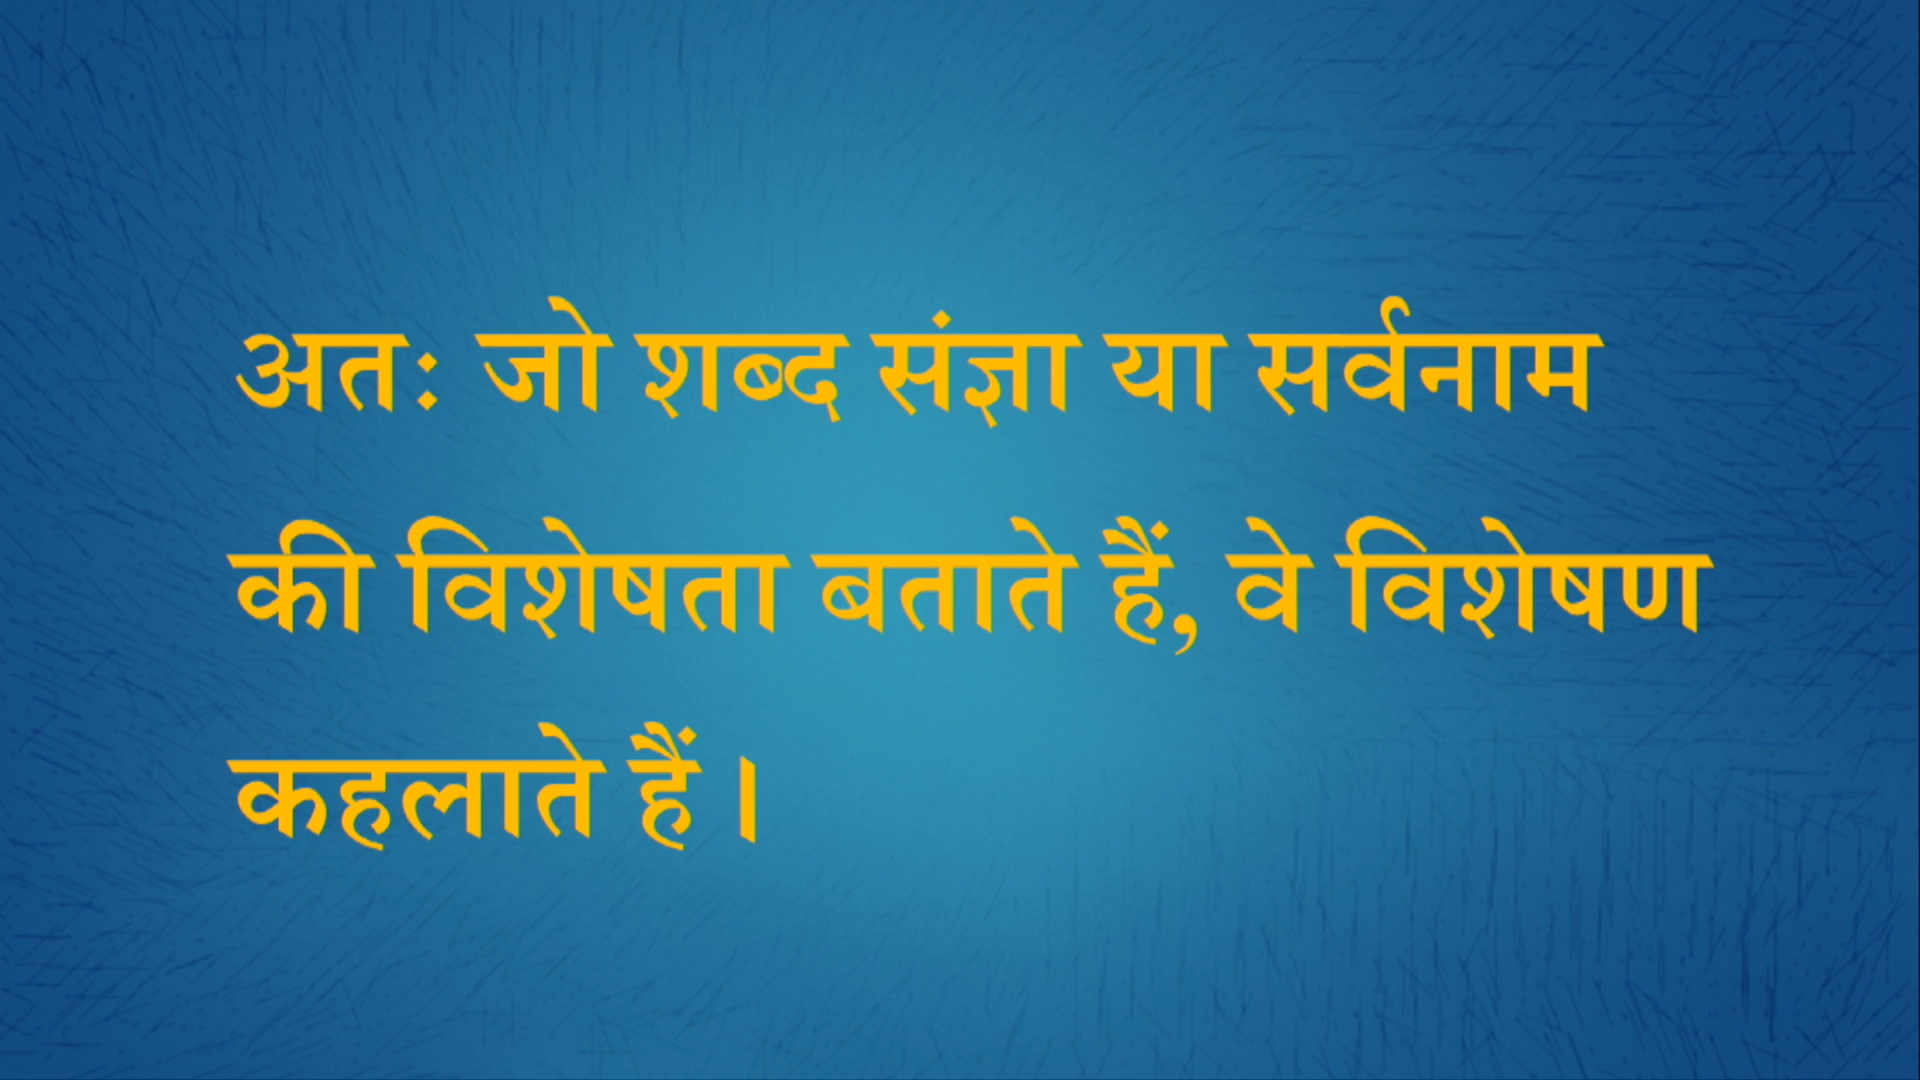 अतः जो शब्द संज्ञा या सर्वनाम
की विशेषता बताते हैं, वे विशेषण
कहलाते हैं ।